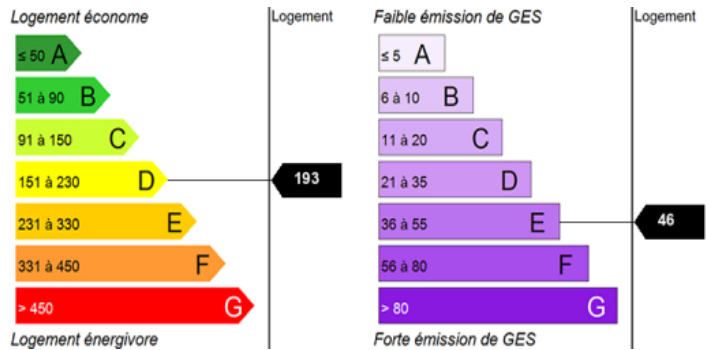 Logement économe
Logement
≤ 50 A
51 à 90 B
91 à 150 C
151 à 230 D
193
231 à 330 E
331 à 450 F
> 450 G
Logement énergivore
Faible émission de GES
Logement
≤ 5 A
6 à 10 B
11 à 20 C
21 à 35 D
36 à 55 E
46
56 à 80 F
> 80 G
Forte émission de GES